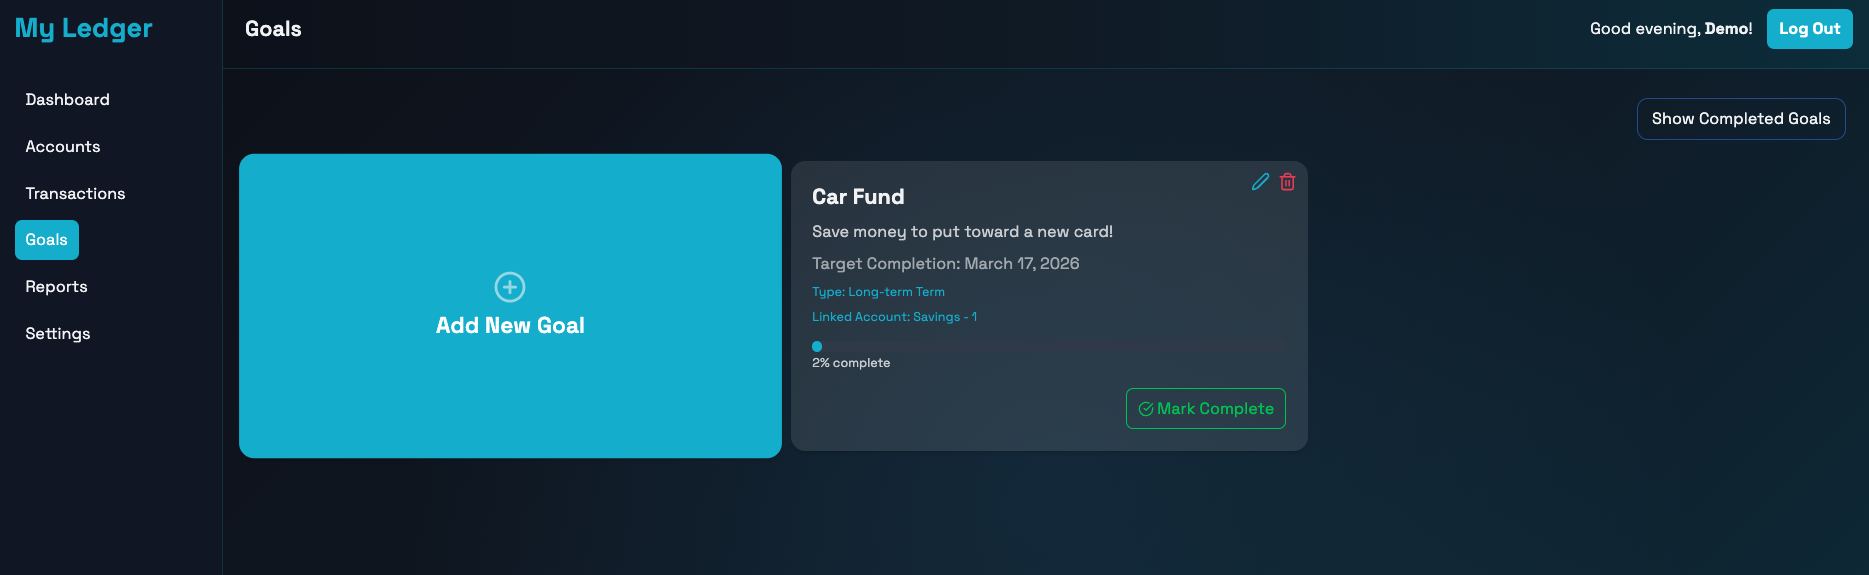 My Ledger
Goals
Good evening, Demo!
Log Out
Dashboard
Accounts
Transactions
Goals
Reports
Settings
Show Completed Goals
Add New Goal
Car Fund
Save money to put toward a new card!
Target Completion: March 17, 2026
Type: Long-term Term
Linked Account: Savings - 1
2% complete
Mark Complete